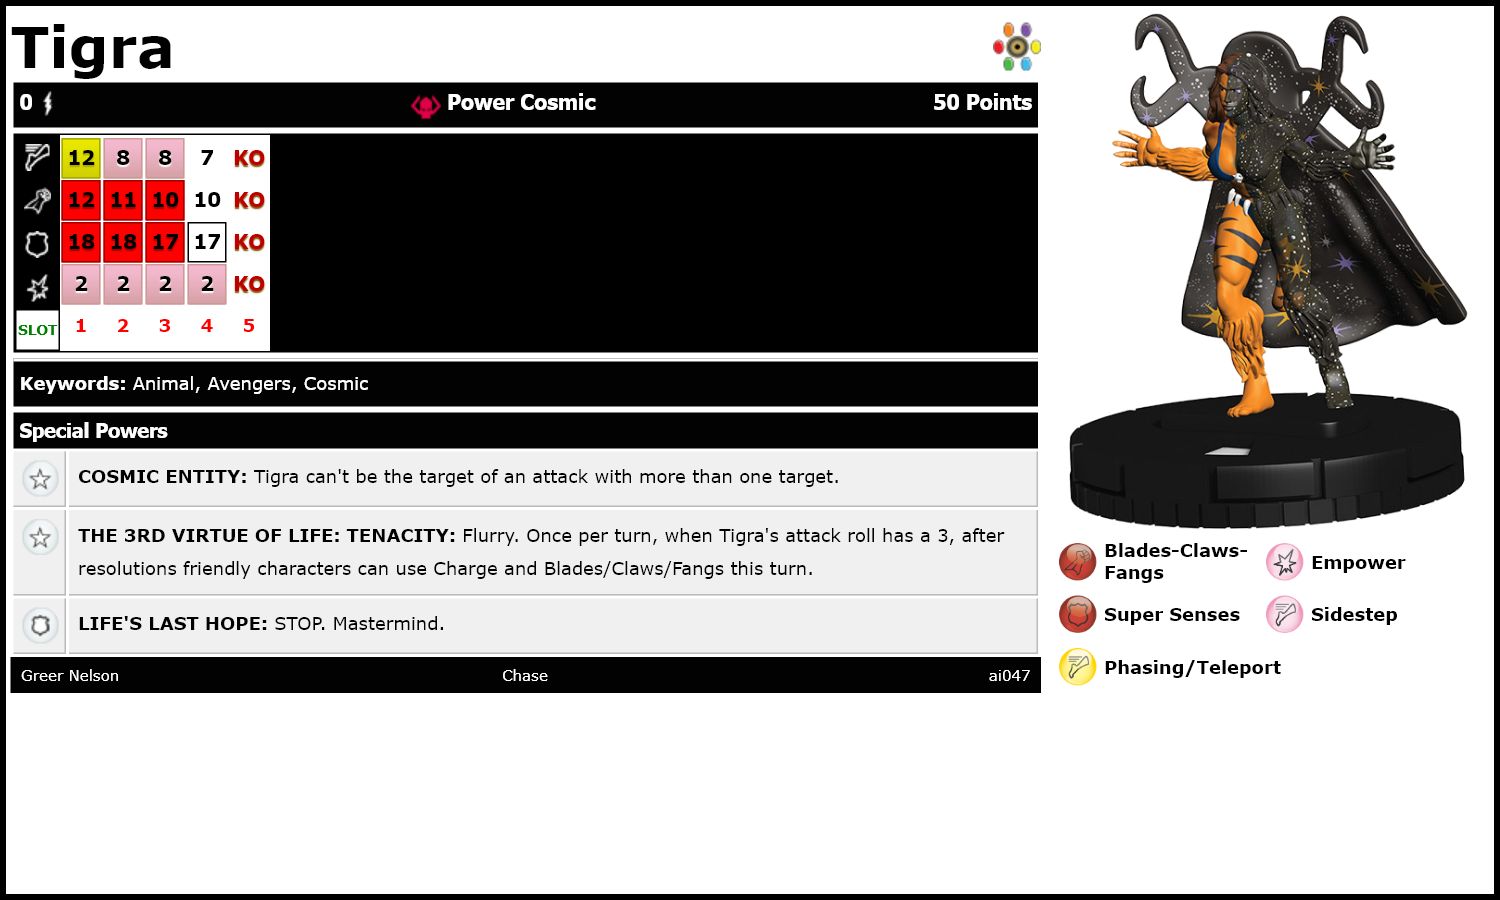 Tigra
0 Power Cosmic 50 Points
12 8 8 7 KO
12 11 10 10 KO
18 18 17 17 KO
2 2 2 2 KO
SLOT 1 2 3 4 5
Keywords: Animal, Avengers, Cosmic
Special Powers
COSMIC ENTITY: Tigra can't be the target of an attack with more than one target.
THE 3RD VIRTUE OF LIFE: TENACITY: Flurry. Once per turn, when Tigra's attack roll has a 3, after
resolutions friendly characters can use Charge and Blades/Claws/Fangs this turn.
LIFE'S LAST HOPE: STOP. Mastermind.
Greer Nelson Chase ai047
Blades-Claws-
Fangs
Empower
Super Senses
Sidestep
Phasing/Teleport